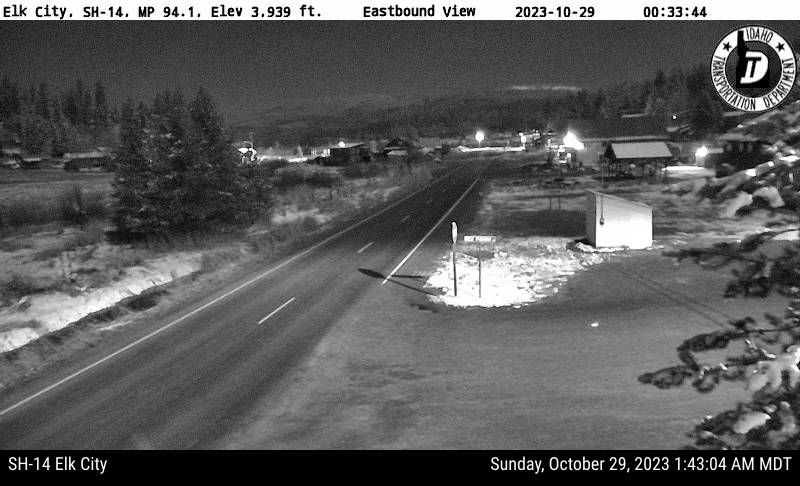 Elk City, SH-14, MP 94.1, Elev 3,939 ft. Eastbound View 2023-10-29 00:33:44
IDAHO
TRANSPORTATION DEPARTMENT
SH-14 Elk City Sunday, October 29, 2023 1:43:04 AM MDT